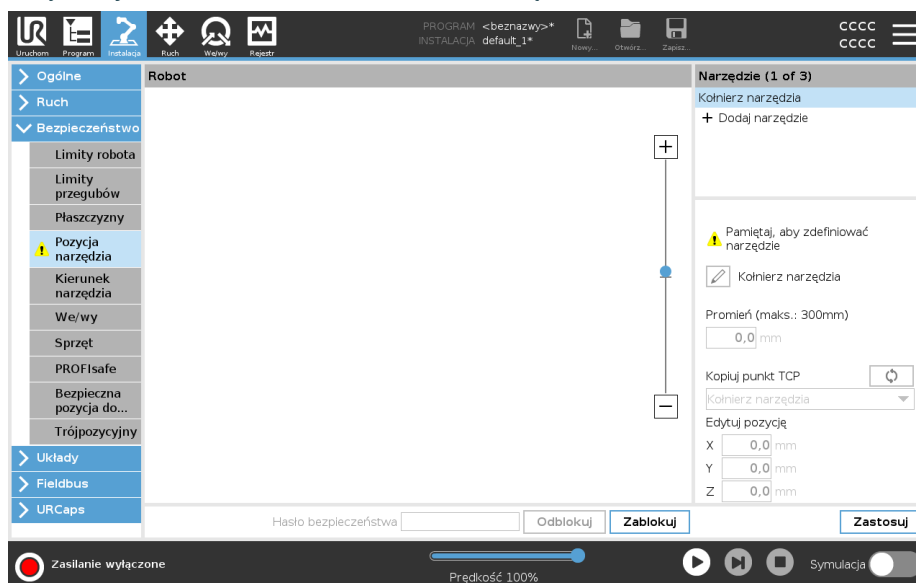 Uruchom Program Instalacja Ruch We/wy Rejestr
PROGRAM <beznazwy>*
INSTALACJA default_1*
Nowy... Otwórz... Zapisz...
CCCC
CCCC
Ogólne
Ruch
Bezpieczeństwo
Limity robota
Limity
przegubów
Płaszczyzny
Pozycja
narzędzia
Kierunek
narzędzia
We/wy
Sprzęt
PROFIsafe
Bezpieczna
pozycja do...
Trójpozycyjny
Układy
Fieldbus
URCaps
Robot
Narzędzie (1 of 3)
Kołnierz narzędzia
+ Dodaj narzędzie
Pamiętaj, aby zdefiniować
narzędzie
Kołnierz narzędzia
Promień (maks.: 300mm)
0,0 mm
Kopiuj punkt TCP
Kołnierz narzędzia
Edytuj pozycję
X 0,0 mm
Y 0,0 mm
Z 0,0 mm
Hasło bezpieczeństwa Odblokuj Zablokuj Zastosuj
Zasilanie wyłączone
Prędkość 100%
Symulacja